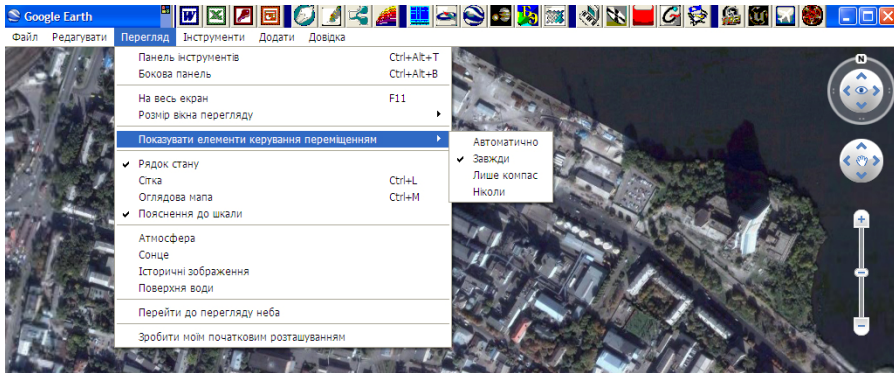 Google Earth
Файл Редагувати Перегляд Інструменти Додати Довідка
Панель інструментів Ctrl+Alt+T
Бокова панель Ctrl+Alt+B
На весь екран F11
Розмір вікна перегляду
Показувати елементи керування переміщенням
Автоматично
Завжди
Лише компас
Ніколи
Рядок стану
Сітка Ctrl+L
Оглядова мапа Ctrl+M
Пояснення до шкали
Атмосфера
Сонце
Історичні зображення
Поверхня води
Перейти до перегляду неба
Зробити моїм початковим розташуванням
N